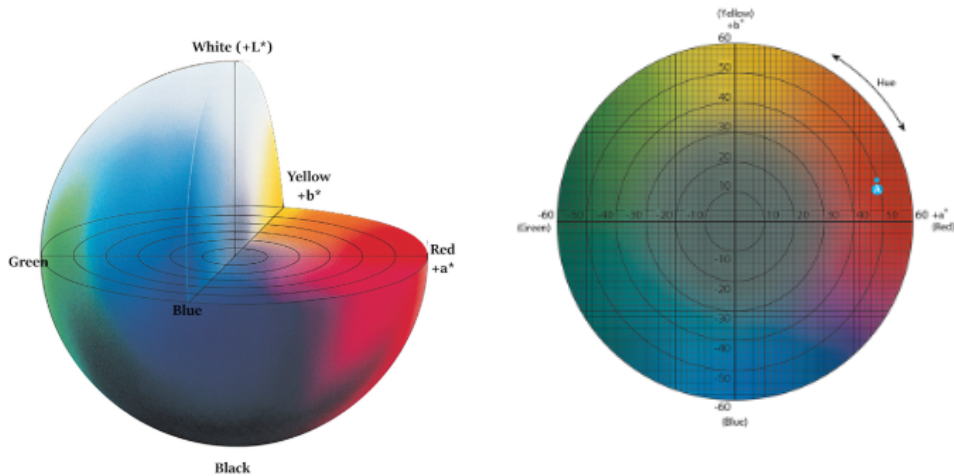 White (+L*)
Yellow
+b*
Green
Red
+a*
Blue
Black
(Yellow)
+b*
60
50
40
30
20
10
Hue
A
-60
-50
-40
-30
-20
-10
10
20
30
40
50
60
+a*
(Green)
(Red)
-10
-20
-30
-40
-50
-60
(Blue)